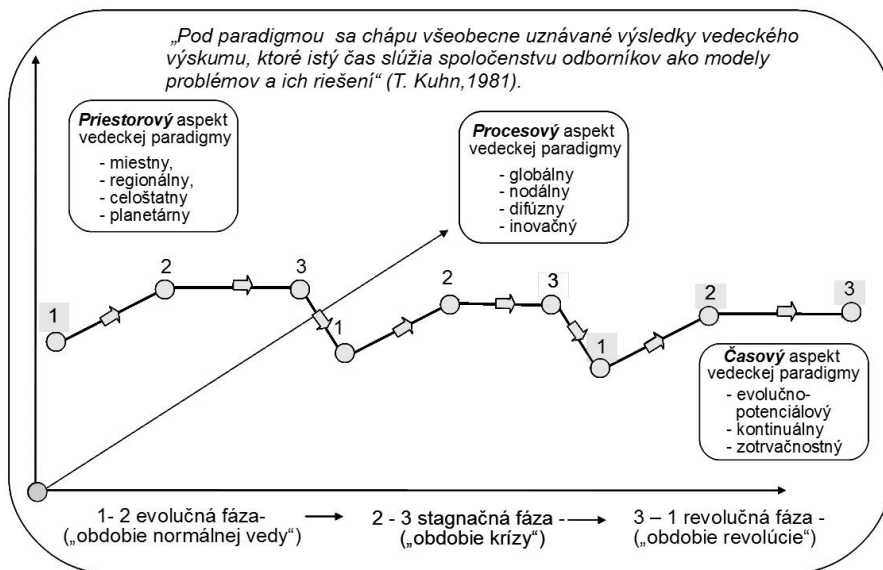 „Pod paradigmou sa chápu všeobecne uznávané výsledky vedeckého
výskumu, ktoré istý čas slúžia spoločenstvu odborníkov ako modely
problémov a ich riešení“ (T. Kuhn,1981).
Priestorový aspekt
vedeckej paradigmy
- miestny,
- regionálny,
- celoštatny
- planetárny
Procesový aspekt
vedeckej paradigmy
- globálny
- nodálny
- difúzny
- inovačný
1
2
3
1
2
3
1
2
3
Časový aspekt
vedeckej paradigmy
- evolučno-
potenciálový
- kontinuálny
- zotrvačnostný
1- 2 evolučná fáza-
(„obdobie normálnej vedy“)
2 - 3 stagnačná fáza -
(„obdobie krízy“)
3 – 1 revolučná fáza -
(„obdobie revolúcie“)